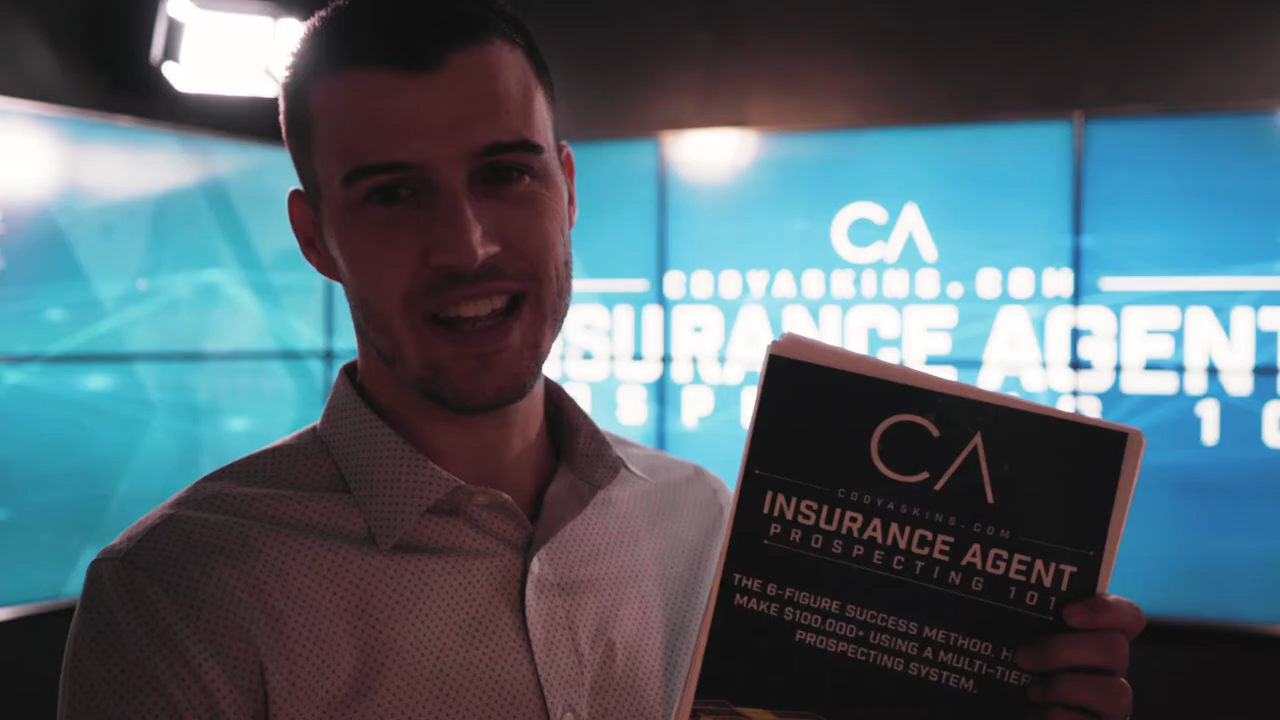 CA
CODYASKINS.COM
INSURANCE AGENT
CA
CODYASKINS.COM
INSURANCE AGENT
PROSPECTING 101
THE 6-FIGURE SUCCESS METHOD.
MAKE $100,000+ USING A MULTI-TIER
PROSPECTING SYSTEM.